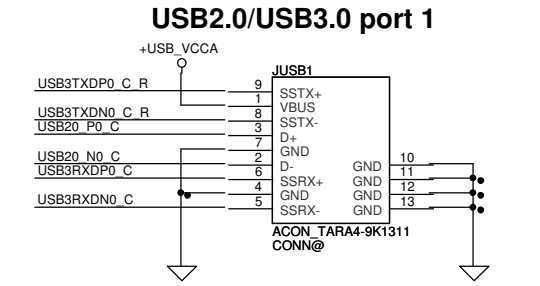 USB2.0/USB3.0 port 1
+USB_VCCA
JUSB1
USB3TXDP0_C_R 9 SSTX+
1 VBUS
USB3TXDN0_C_R 8 SSTX-
USB20_P0_C 3 D+
7 GND
USB20_N0_C 2 D- GND 10
USB3RXDP0_C 6 SSRX+ GND 11
4 GND GND 12
USB3RXDN0_C 5 SSRX- GND 13
ACON_TARA4-9K1311
CONN@